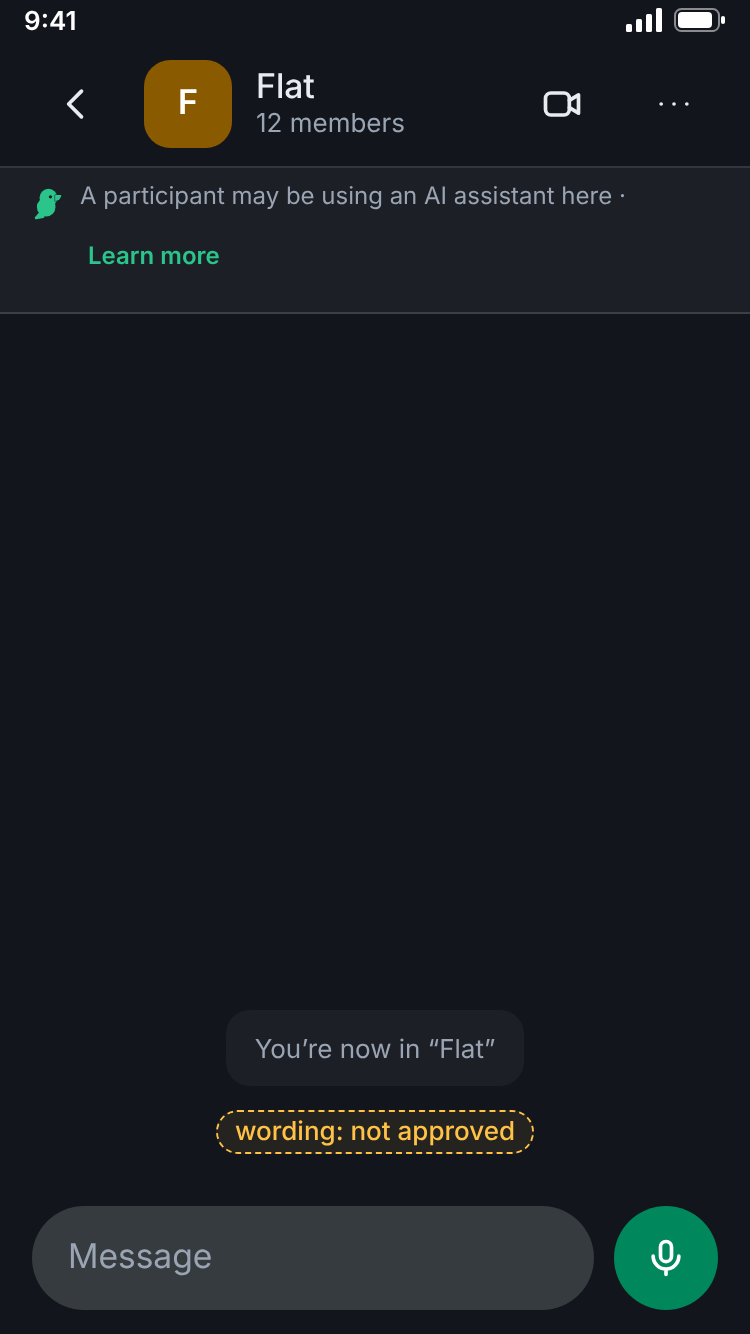 9:41
F
Flat
12 members
A participant may be using an AI assistant here ·
Learn more
You’re now in “Flat”
wording: not approved
Message